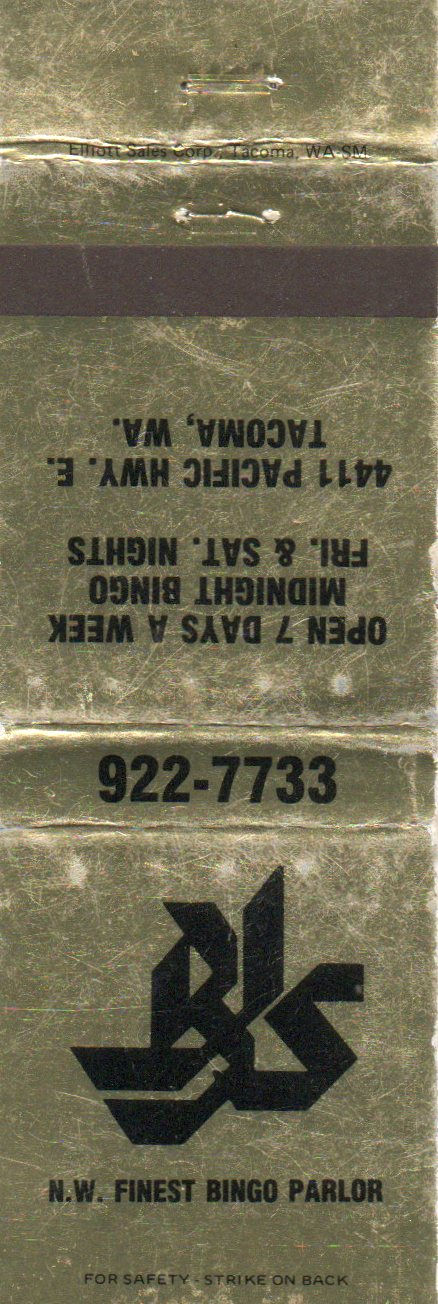 Elliott Sales Corp., Tacoma, WA-SM
OPEN 7 DAYS A WEEK
MIDNIGHT BINGO
FRI. & SAT. NIGHTS
4411 PACIFIC HWY. E.
TACOMA, WA.
922-7733
BJS
N.W. FINEST BINGO PARLOR
FOR SAFETY - STRIKE ON BACK